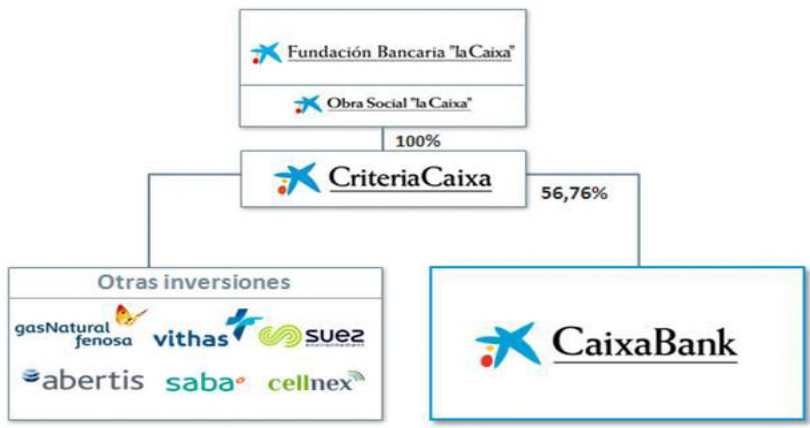 Fundación Bancaria "la Caixa"
Obra Social "la Caixa"
100%
CriteriaCaixa
56,76%
Otras inversiones
gasNatural
fenosa
vithas
suez
environnement
abertis
saba
cellnex
CaixaBank